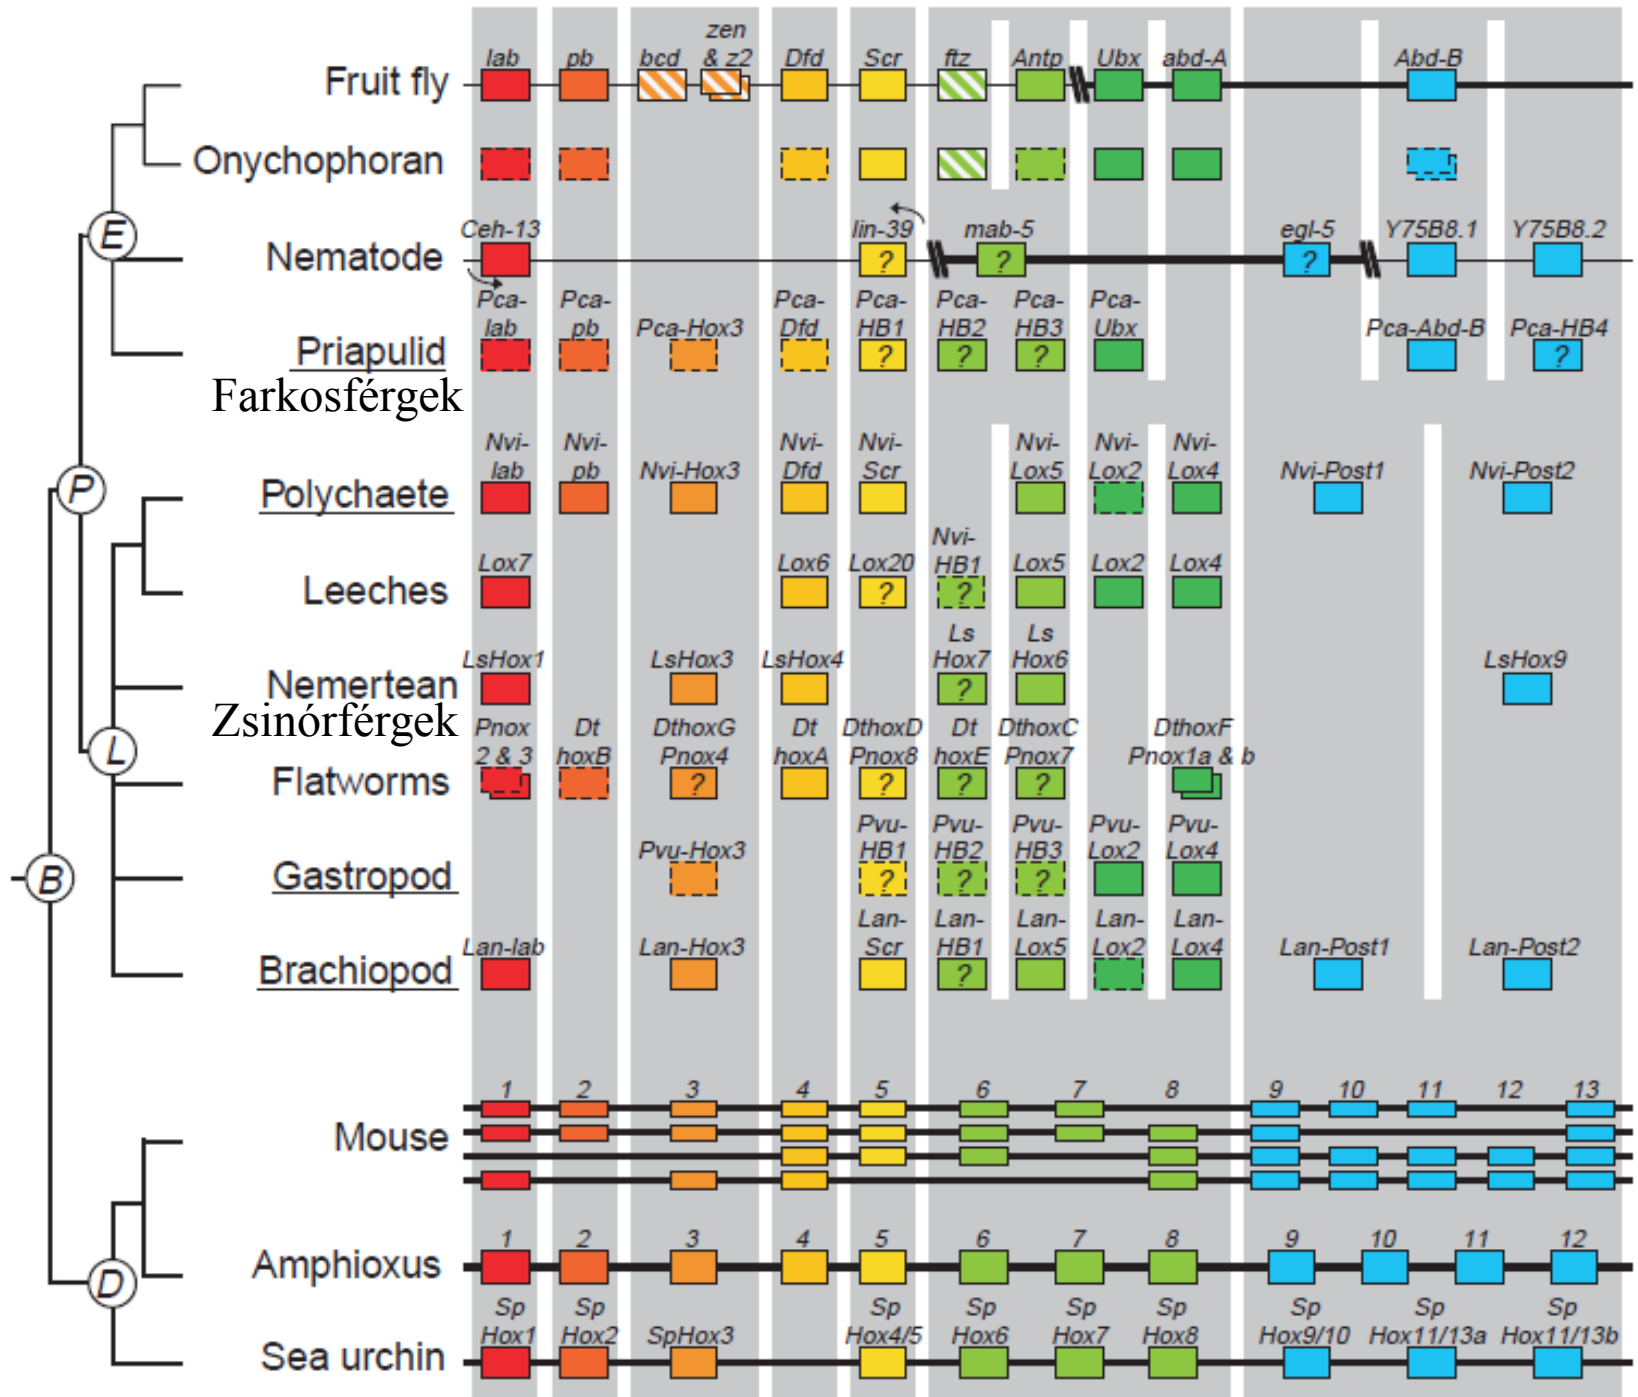 zen
lab pb bcd & z2 Dfd Scr ftz Antp Ubx abd-A Abd-B
Fruit fly
Onychophoran
E
Ceh-13 lin-39 mab-5 egl-5 Y75B8.1 Y75B8.2
Nematode ? ? ?
Pca- Pca- Pca- Pca- Pca- Pca- Pca-
lab pb Pca-Hox3 Dfd HB1 HB2 HB3 Ubx Pca-Abd-B Pca-HB4
Priapulid ? ? ? ?
Farkosférgek
Nvi- Nvi- Nvi- Nvi- Nvi- Nvi- Nvi-
lab pb Nvi-Hox3 Dfd Scr Lox5 Lox2 Lox4 Nvi-Post1 Nvi-Post2
P
Polychaete
Nvi-
Lox7 Lox6 Lox20 HB1 Lox5 Lox2 Lox4
Leeches ? ?
Ls Ls
LsHox1 LsHox3 LsHox4 Hox7 Hox6 LsHox9
Nemertean ?
Zsinórférgek
Pnox Dt DthoxG Dt DthoxD Dt DthoxC DthoxF
2 & 3 hoxB Pnox4 hoxA Pnox8 hoxE Pnox7 Pnox1a & b
L
Flatworms ? ? ? ?
Pvu- Pvu- Pvu- Pvu- Pvu-
Pvu-Hox3 HB1 HB2 HB3 Lox2 Lox4
B
Gastropod ? ? ?
Lan- Lan- Lan- Lan- Lan-
Lan-lab Lan-Hox3 Scr HB1 Lox5 Lox2 Lox4 Lan-Post1 Lan-Post2
Brachiopod ?
1 2 3 4 5 6 7 8 9 10 11 12 13
Mouse
1 2 3 4 5 6 7 8 9 10 11 12
Amphioxus
D
Sp Sp Sp Sp Sp Sp Sp Sp Sp
Hox1 Hox2 SpHox3 Hox4/5 Hox6 Hox7 Hox8 Hox9/10 Hox11/13a Hox11/13b
Sea urchin